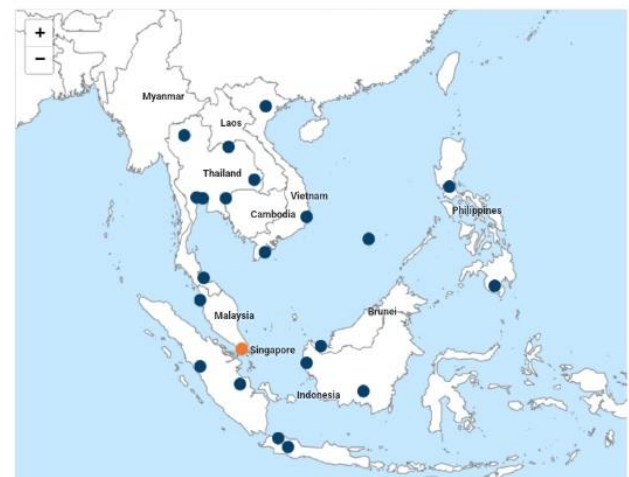 +
−
Myanmar
Laos
Thailand
Vietnam
Cambodia
Philippines
Brunei
Malaysia
Singapore
Indonesia